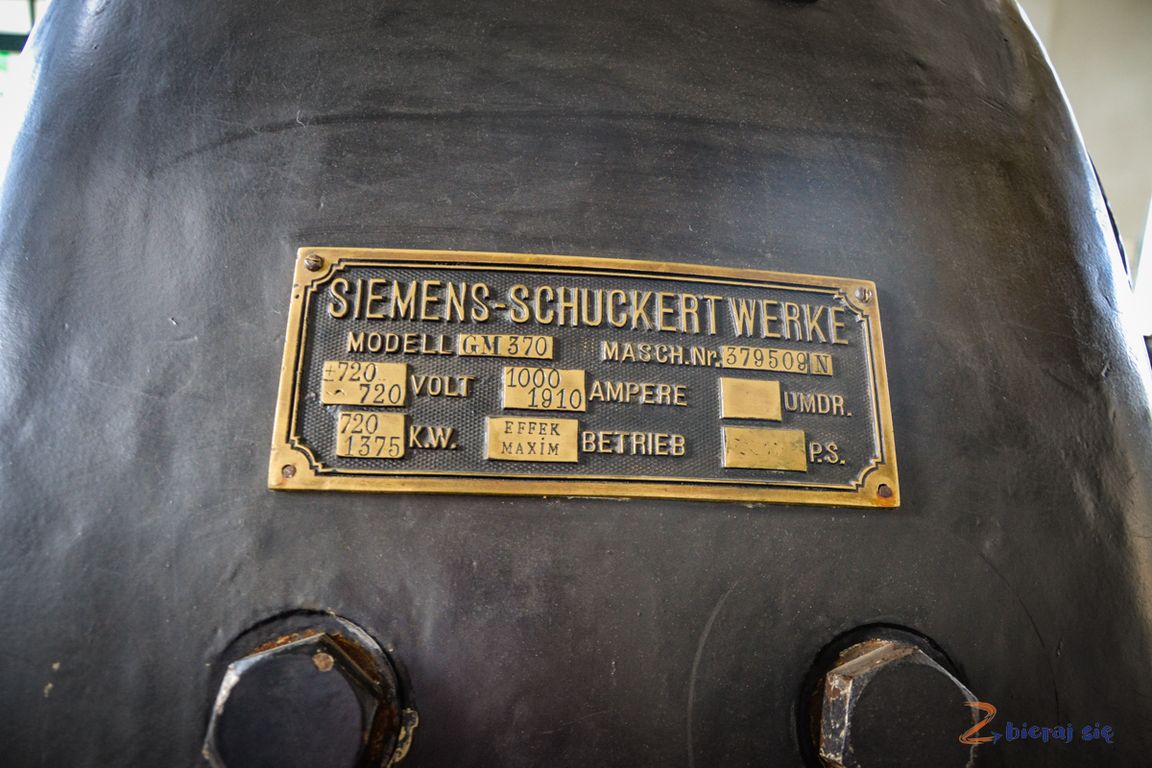 SIEMENS-SCHUCKERT WERKE
MODELL GM 370 MASCH.Nr. 379509 N
±720 720 VOLT 1000 1910 AMPERE UMDR.
720 1375 K.W. EFFEK MAXİM BETRIEB P.S.
Zbieraj się